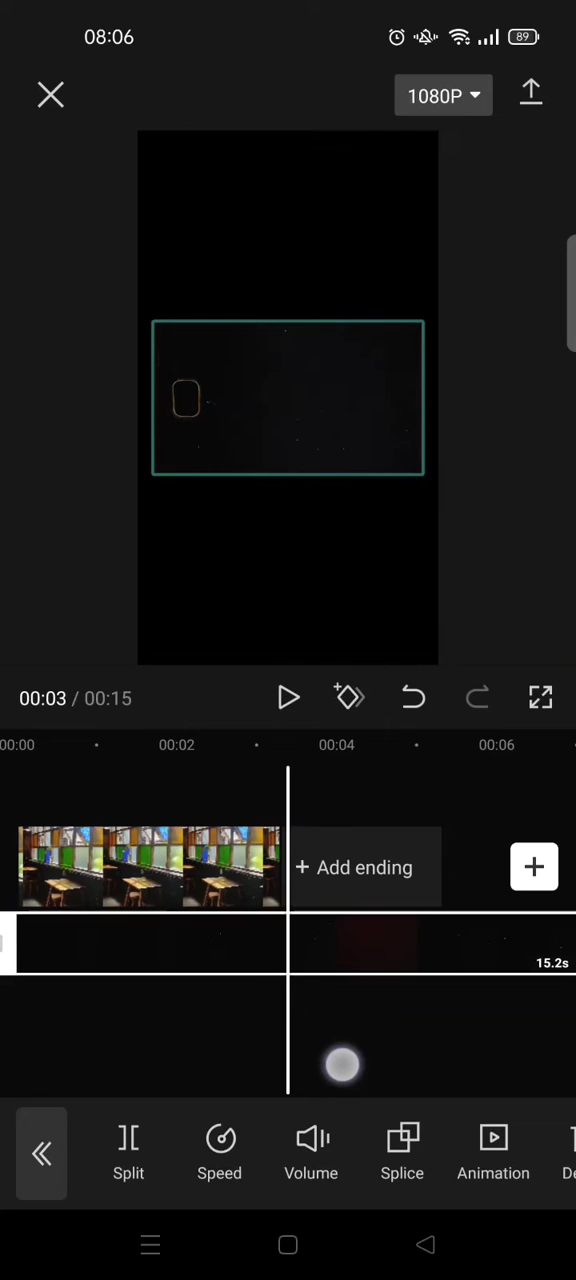 08:06
89
1080P
00:03 / 00:15
00:00
00:02
00:04
00:06
+ Add ending
15.2s
Split
Speed
Volume
Splice
Animation